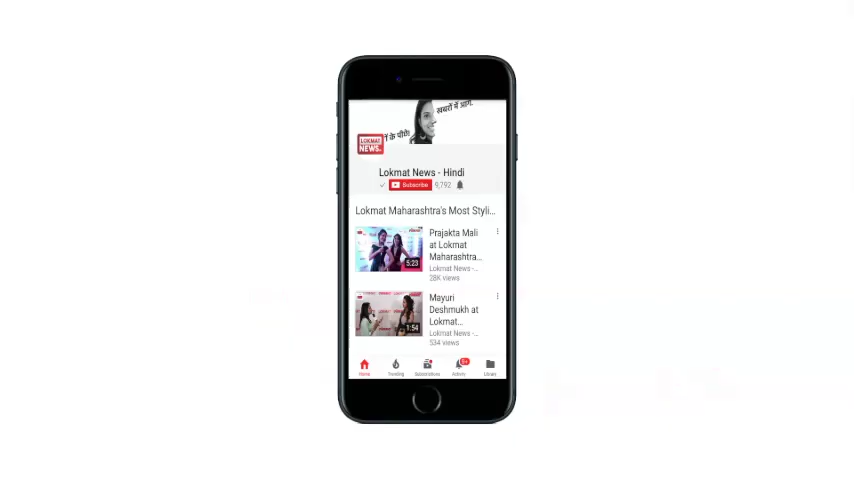 खबरों में आगे,
के पीछे!
LOKMAT
NEWS
Lokmat News - Hindi
Subscribe 9,792
Lokmat Maharashtra's Most Styli...
Prajakta Mali
at Lokmat
Maharashtra...
Lokmat News -...
28K views
5:23
Mayuri
Deshmukh at
Lokmat...
Lokmat News -...
534 views
1:54
Home Trending Subscriptions Activity Library
9+